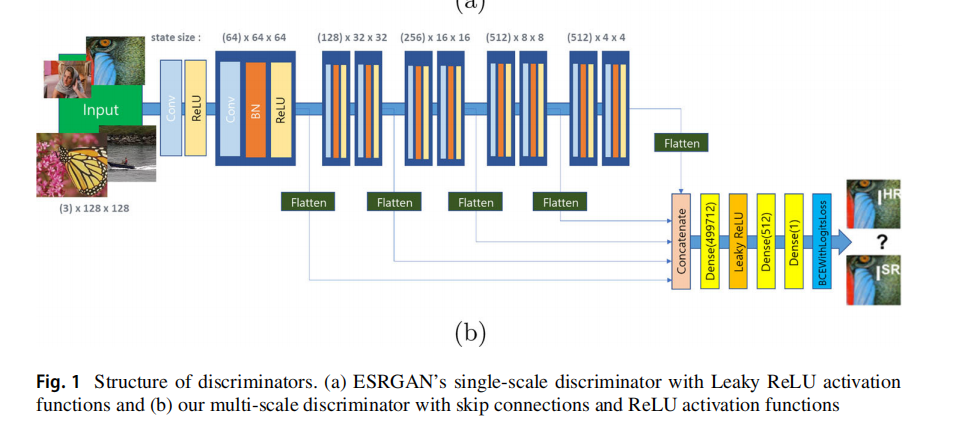 (a)
state size : (64) x 64 x 64 (128) x 32 x 32 (256) x 16 x 16 (512) x 8 x 8 (512) x 4 x 4
Input
Conv
ReLU
Conv
BN
ReLU
(3) x 128 x 128
Flatten
Flatten
Flatten
Flatten
Flatten
Concatenate
Dense(499712)
Leaky ReLU
Dense(512)
Dense(1)
BCEWithLogitsLoss
IHR
?
ISR
(b)
Fig. 1 Structure of discriminators. (a) ESRGAN's single-scale discriminator with Leaky ReLU activation
functions and (b) our multi-scale discriminator with skip connections and ReLU activation functions